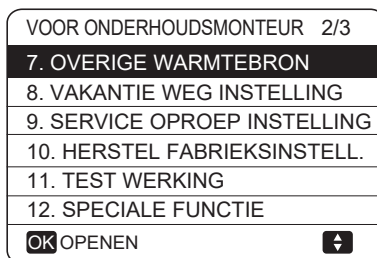 VOOR ONDERHOUDSMONTEUR 2/3
7. OVERIGE WARMTEBRON
8. VAKANTIE WEG INSTELLING
9. SERVICE OPROEP INSTELLING
10. HERSTEL FABRIEKSINSTELL.
11. TEST WERKING
12. SPECIALE FUNCTIE
OK OPENEN